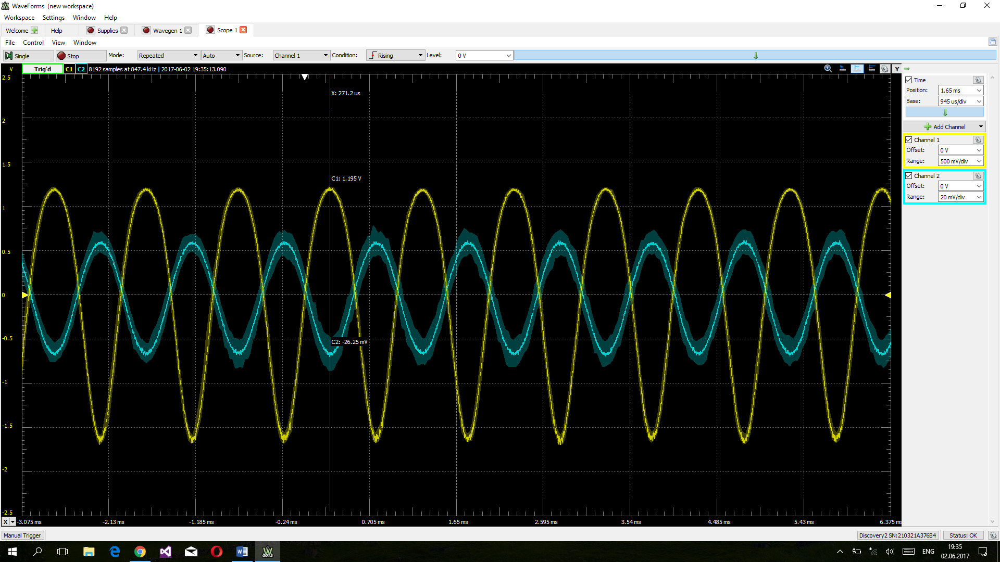 WaveForms (new workspace)
Workspace Settings Window Help
Welcome Help Supplies Wavegen 1 Scope 1
File Control View Window
Single Stop Mode: Repeated Auto Source: Channel 1 Condition: Rising Level: 0 V
V Trig'd C1 C2 8192 samples at 847.4 kHz | 2017-06-02 19:35:13.090 Y
2.5
2
1.5
1
0.5
0
-0.5
-1
-1.5
-2
-2.5
X: 271.2 us
C1: 1.195 V
C2: -26.25 mV
X -3.075 ms -2.13 ms -1.185 ms -0.24 ms 0.705 ms 1.65 ms 2.595 ms 3.54 ms 4.485 ms 5.43 ms 6.375 ms
Time
Position: 1.65 ms
Base: 945 us/div
Add Channel
Channel 1
Offset: 0 V
Range: 500 mV/div
Channel 2
Offset: 0 V
Range: 20 mV/div
Manual Trigger Discovery2 SN:210321A376B4 Status: OK
ENG 19:35
02.06.2017